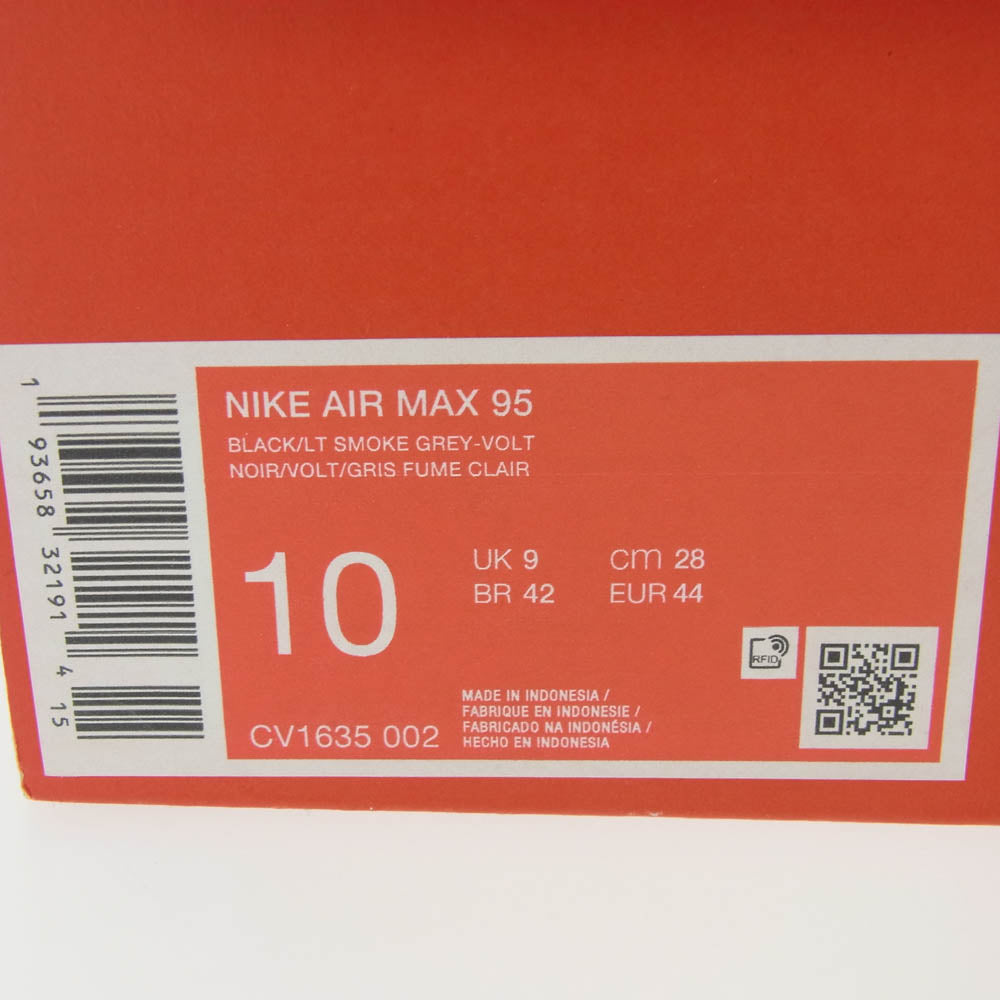 NIKE AIR MAX 95
BLACK/LT SMOKE GREY-VOLT
NOIR/VOLT/GRIS FUME CLAIR
10
UK 9 cm 28
BR 42 EUR 44
RFID
CV1635 002
MADE IN INDONESIA /
FABRIQUE EN INDONESIE /
FABRICADO NA INDONÉSIA /
HECHO EN INDONESIA
1 93658 32191 4 15